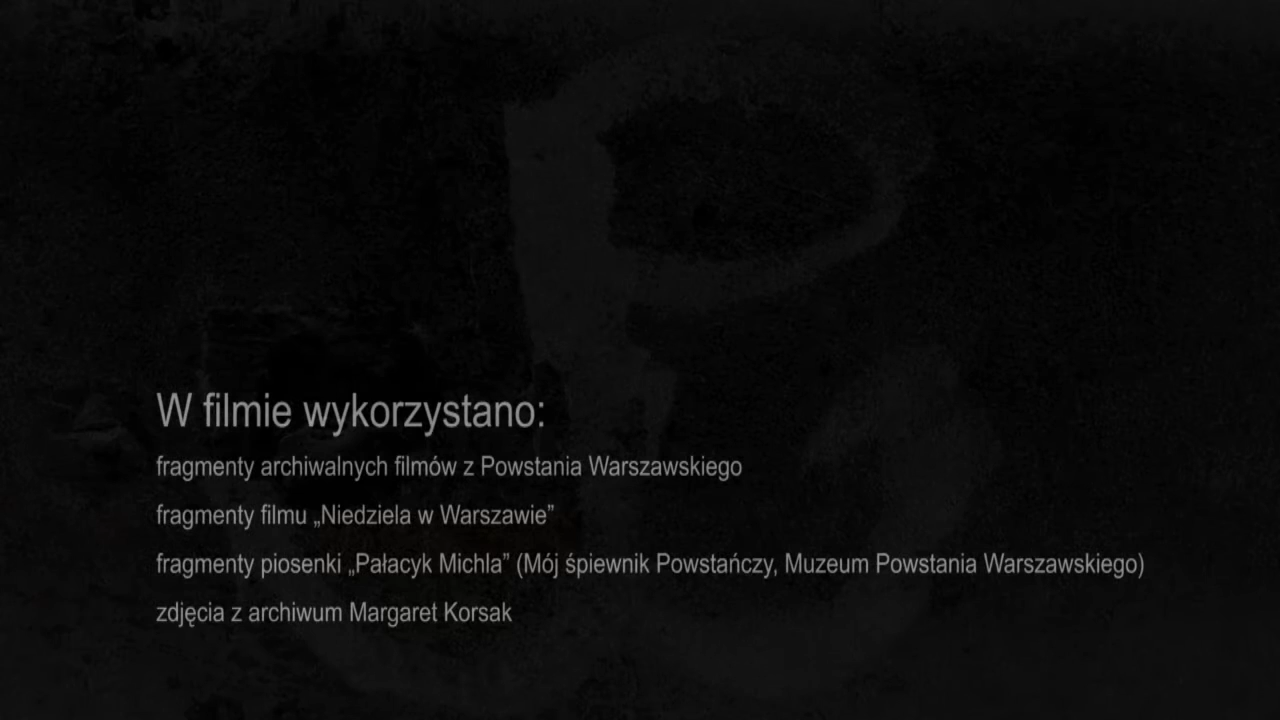 W filmie wykorzystano:
fragmenty archiwalnych filmów z Powstania Warszawskiego
fragmenty filmu „Niedziela w Warszawie”
fragmenty piosenki „Pałacyk Michla” (Mój śpiewnik Powstańczy, Muzeum Powstania Warszawskiego)
zdjęcia z archiwum Margaret Korsak